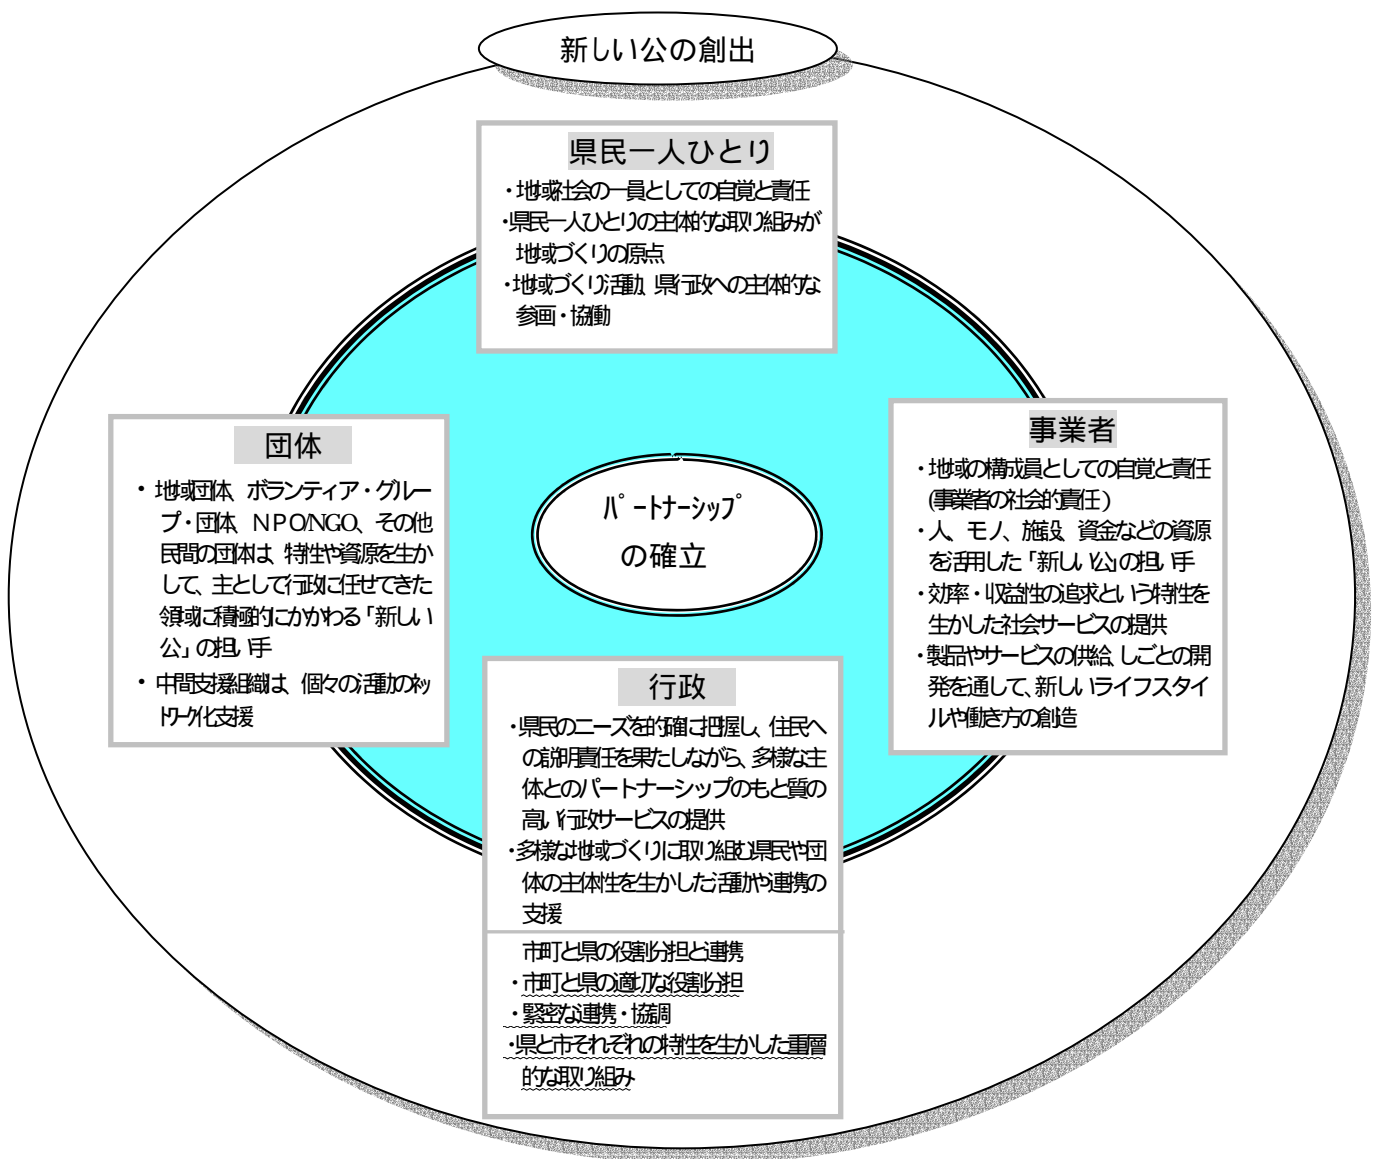 新しい公の創出
県民一人ひとり
・地域社会の一員としての自覚と責任
・県民一人ひとりの主体的な取り組みが
地域づくりの原点
・地域づくり活動、県行政への主体的な
参画・協働
団体
・ 地域団体、ボランティア・グルー
プ・団体、NPO/NGO、その他
民間の団体は、特性や資源を生か
して、主として行政に任せてきた
領域に積極的にかかわる「新しい
公」の担い手
・ 中間支援組織は、個々の活動のネッ
トワーク化支援
パートナーシップ
の確立
事業者
・地域の構成員としての自覚と責任
(事業者の社会的責任)
・人、モノ、施設、資金などの資源
を活用した「新しい公」の担い手
・効率・収益性の追求という特性を
生かした社会サービスの提供
・製品やサービスの供給、しごとの開
発を通して、新しいライフスタイ
ルや働き方の創造
行政
・県民のニーズを的確に把握し、住民へ
の説明責任を果たしながら、多様な主
体とのパートナーシップのもと質の
高い行政サービスの提供
・多様な地域づくりに取り組む県民や団
体の主体性を生かした活動や連携の
支援
市町と県の役割分担と連携
・市町と県の適切な役割分担
・緊密な連携・協調
・県と市それぞれの特性を生かした重層
的な取り組み